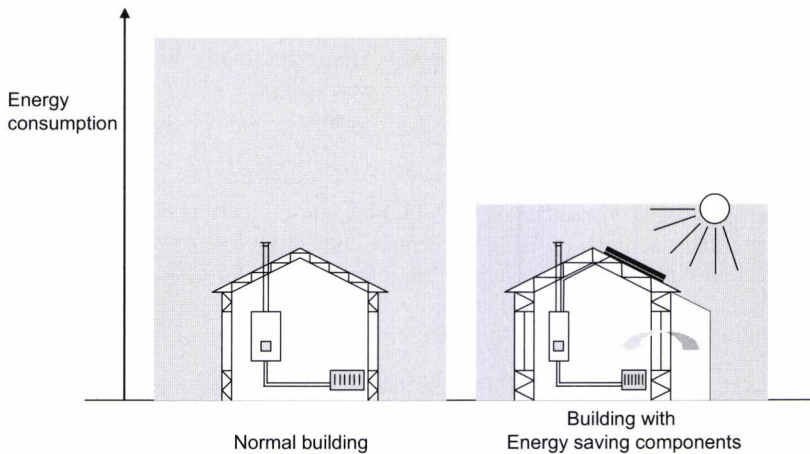 Energy
consumption
Normal building
Building with
Energy saving components